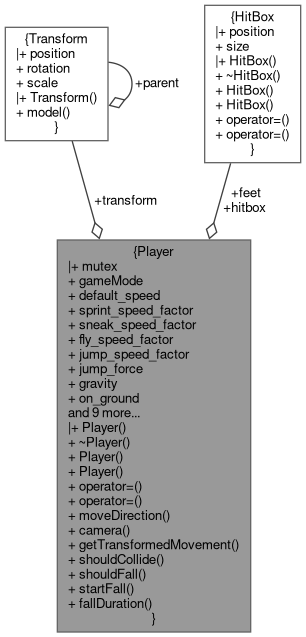 {Transform
|+ position
+ rotation
+ scale
|+ Transform()
+ model()
}
+parent
{HitBox
|+ position
+ size
|+ HitBox()
+ ~HitBox()
+ HitBox()
+ HitBox()
+ operator=()
+ operator=()
}
+transform
+feet
+hitbox
{Player
|+ mutex
+ gameMode
+ default_speed
+ sprint_speed_factor
+ sneak_speed_factor
+ fly_speed_factor
+ jump_speed_factor
+ jump_force
+ gravity
+ on_ground
and 9 more...
|+ Player()
+ ~Player()
+ Player()
+ Player()
+ operator=()
+ operator=()
+ moveDirection()
+ camera()
+ getTransformedMovement()
+ shouldCollide()
+ shouldFall()
+ startFall()
+ fallDuration()
}